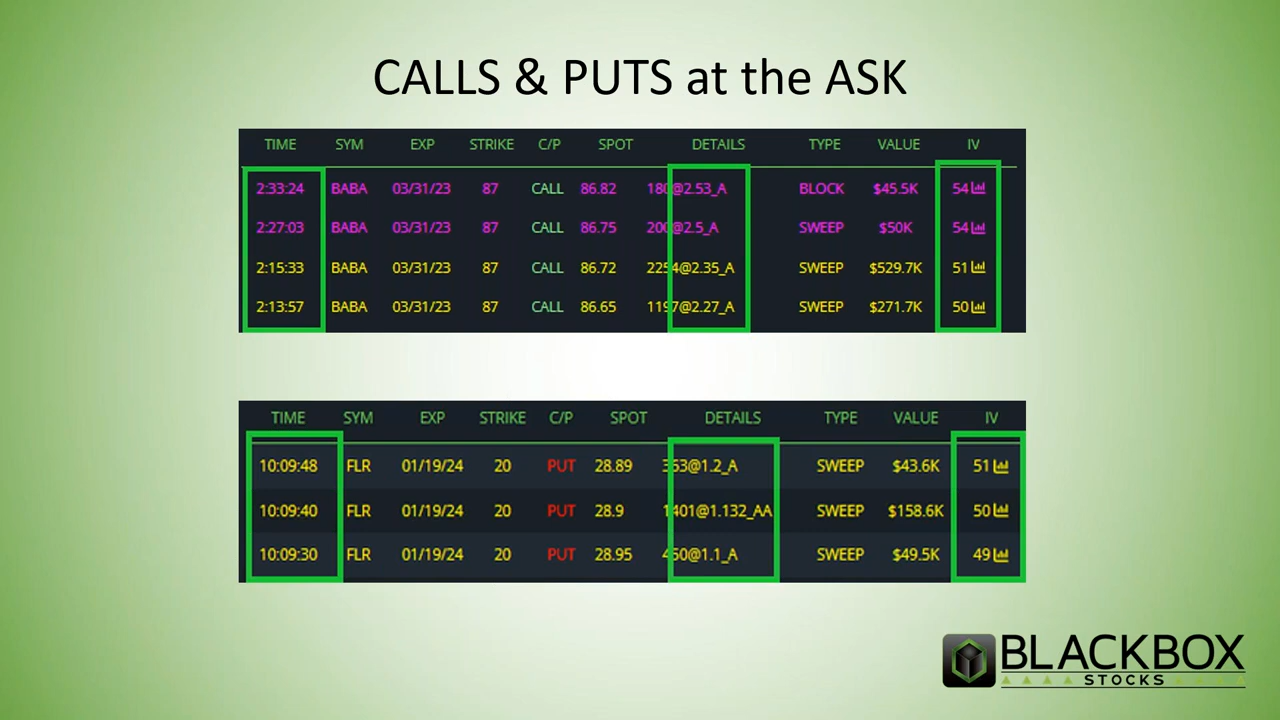 CALLS & PUTS at the ASK
TIME SYM EXP STRIKE C/P SPOT DETAILS TYPE VALUE IV
2:33:24 BABA 03/31/23 87 CALL 86.82 180@2.53_A BLOCK $45.5K 54
2:27:03 BABA 03/31/23 87 CALL 86.75 200@2.5_A SWEEP $50K 54
2:15:33 BABA 03/31/23 87 CALL 86.72 2254@2.35_A SWEEP $529.7K 51
2:13:57 BABA 03/31/23 87 CALL 86.65 1197@2.27_A SWEEP $271.7K 50
TIME SYM EXP STRIKE C/P SPOT DETAILS TYPE VALUE IV
10:09:48 FLR 01/19/24 20 PUT 28.89 363@1.2_A SWEEP $43.6K 51
10:09:40 FLR 01/19/24 20 PUT 28.9 1401@1.132_AA SWEEP $158.6K 50
10:09:30 FLR 01/19/24 20 PUT 28.95 450@1.1_A SWEEP $49.5K 49
BLACKBOX
STOCKS